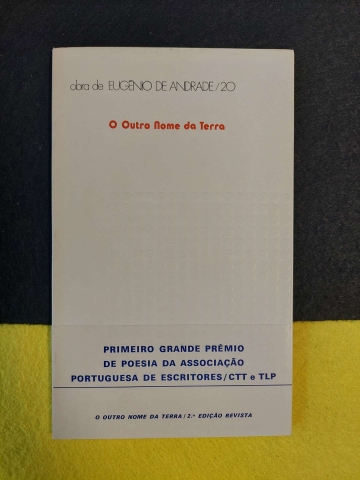 obra de EUGÉNIO DE ANDRADE/20
O Outro Nome da Terra
PRIMEIRO GRANDE PRÉMIO
DE POESIA DA ASSOCIAÇÃO
PORTUGUESA DE ESCRITORES/CTT e TLP
O OUTRO NOME DA TERRA/2.ª EDIÇÃO REVISTA